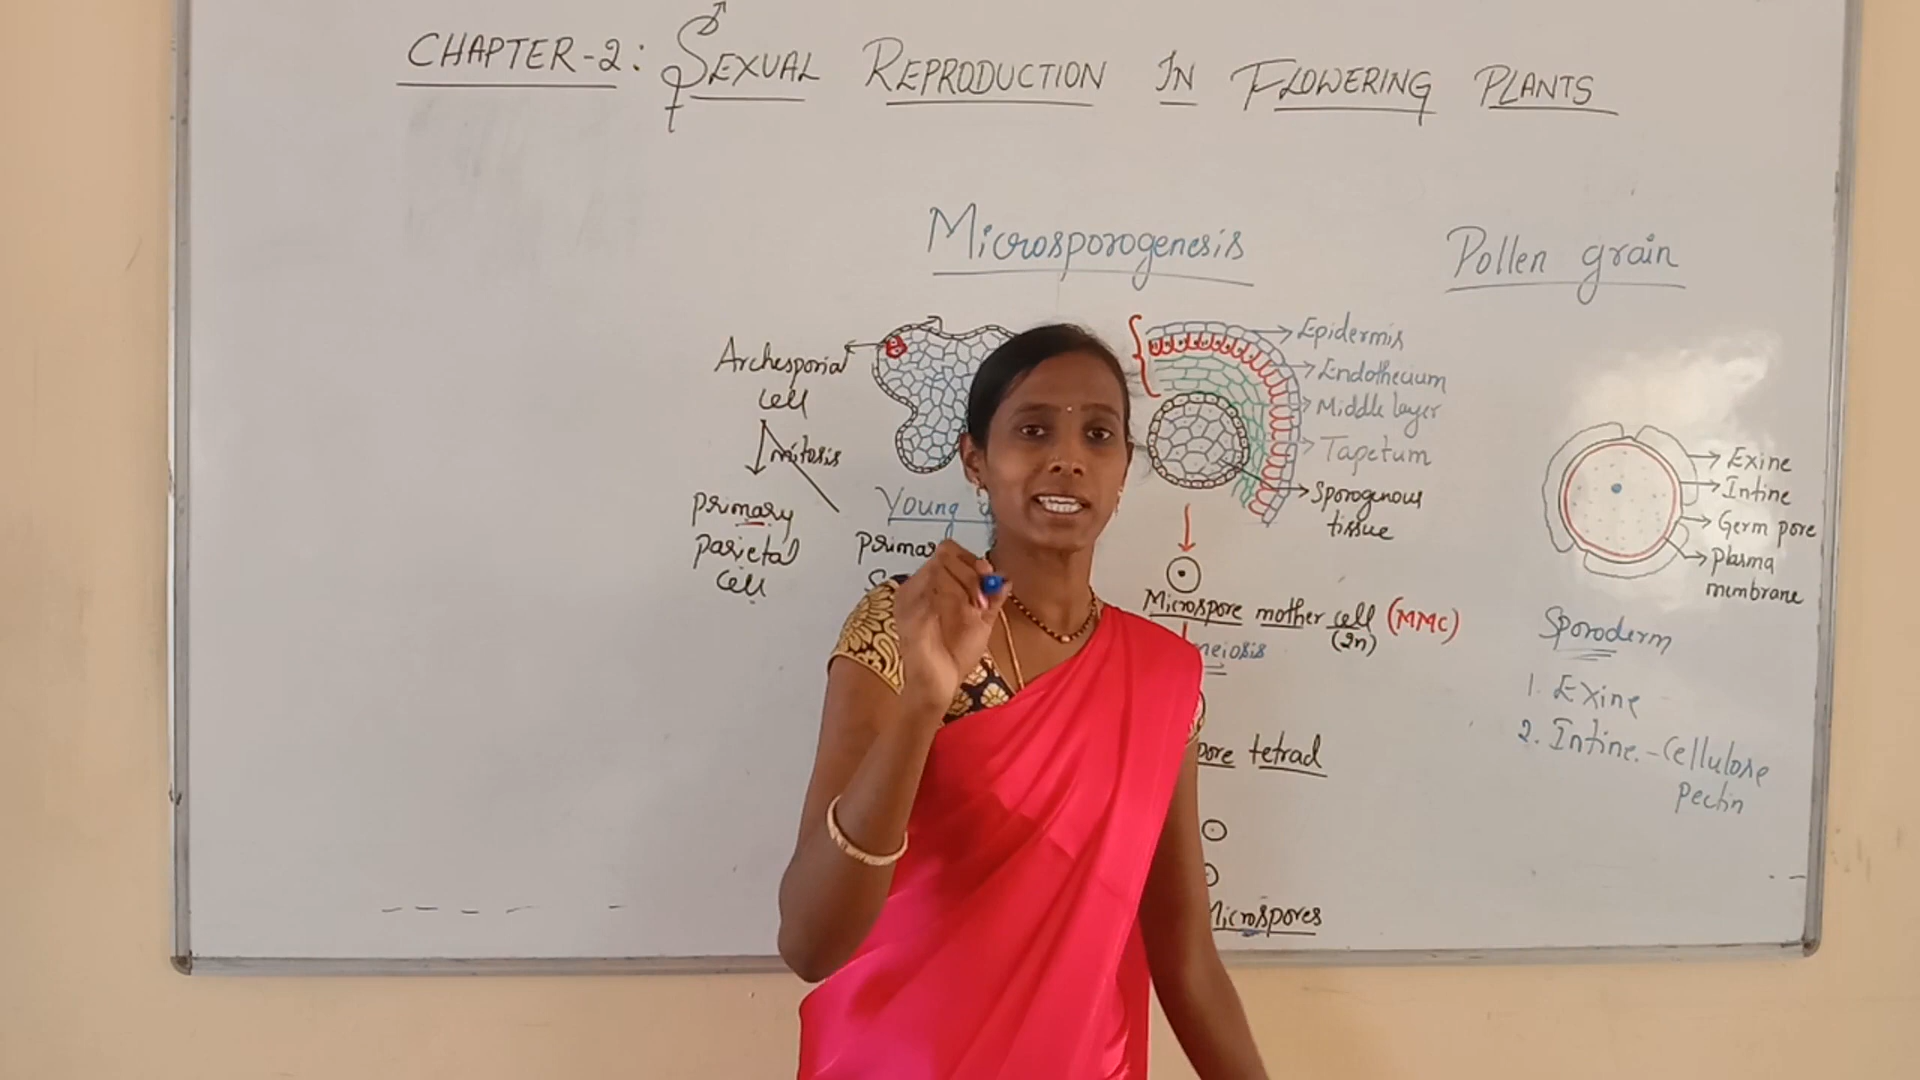 CHAPTER-2: SEXUAL REPRODUCTION IN FLOWERING PLANTS
Microsporogenesis
Archesporial
cell
mitosis
primary
parietal
cell
Young
Epidermis
Endothecium
Middle layer
Tapetum
Sporogenous
tissue
Microspore mother cell (MMC)
(2n)
meiosis
tetrad
Microspores
Pollen grain
Exine
Intine
Germ pore
Plasma
membrane
Sporoderm
1. Exine
2. Intine - Cellulose
Pectin